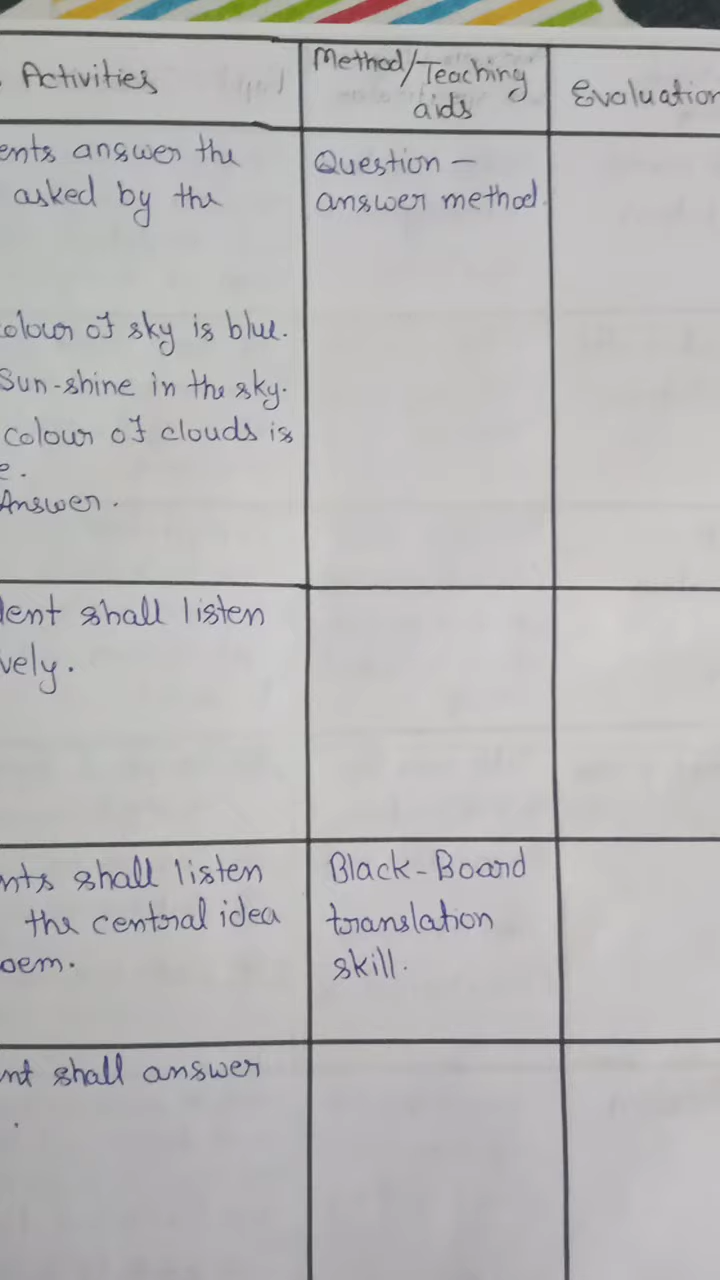 Activities
Method/Teaching
aids
Evaluation
ents answer the
asked by the
Question -
answer method.
olour of sky is blue.
Sun-shine in the sky.
colour of clouds is
e.
Answer.
dent shall listen
vely.
nts shall listen
the central idea
oem.
Black-Board
translation
skill.
nt shall answer
.